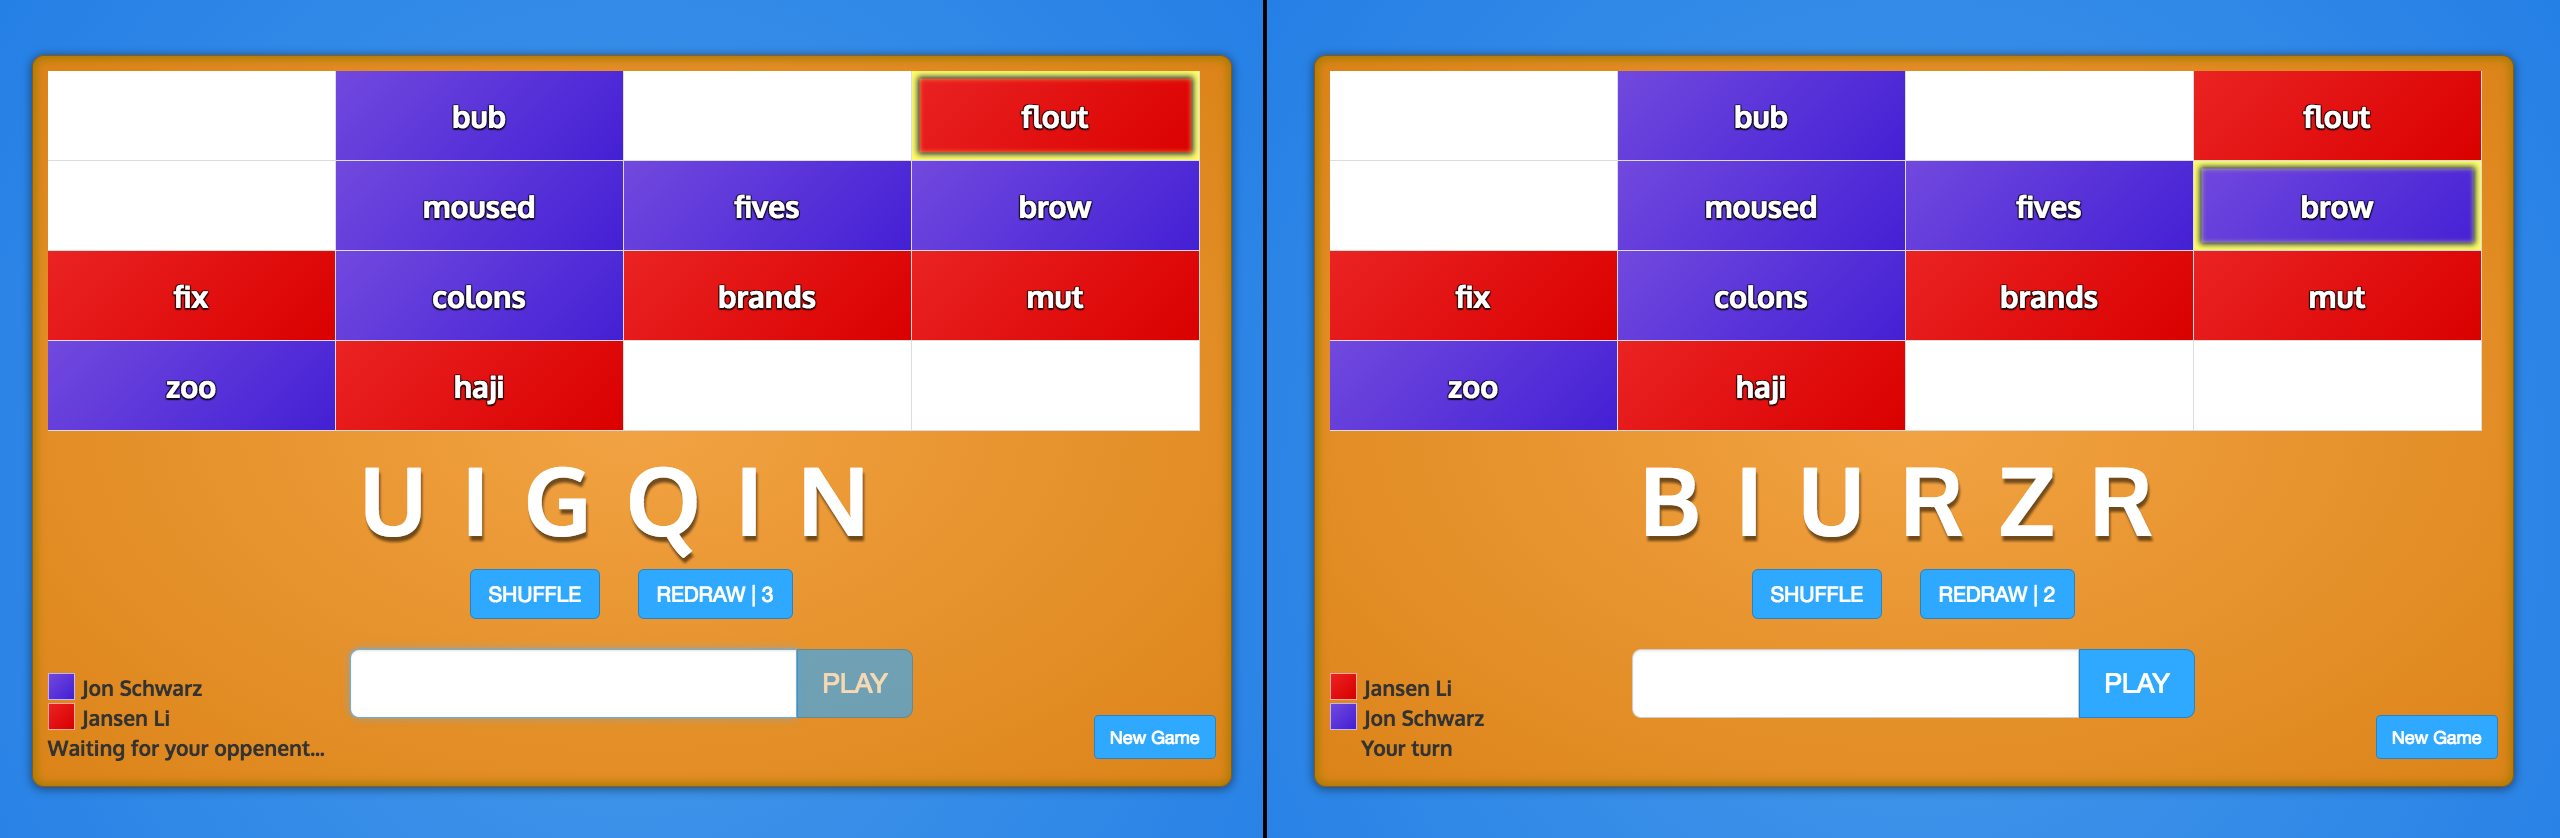 bub flout
moused fives brow
fix colons brands mut
zoo haji
U I G Q I N
SHUFFLE REDRAW | 3
PLAY
Jon Schwarz
Jansen Li
Waiting for your oppenent...
New Game
bub flout
moused fives brow
fix colons brands mut
zoo haji
B I U R Z R
SHUFFLE REDRAW | 2
PLAY
Jansen Li
Jon Schwarz
Your turn
New Game